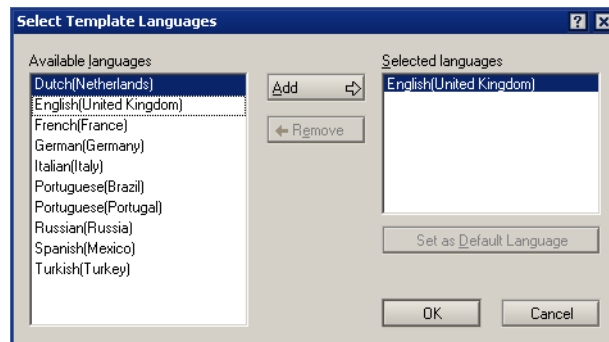 Select Template Languages
Available languages
Dutch(Netherlands)
English(United Kingdom)
French(France)
German(Germany)
Italian(Italy)
Portuguese(Brazil)
Portuguese(Portugal)
Russian(Russia)
Spanish(Mexico)
Turkish(Turkey)
Add
Remove
Selected languages
English(United Kingdom)
Set as Default Language
OK
Cancel